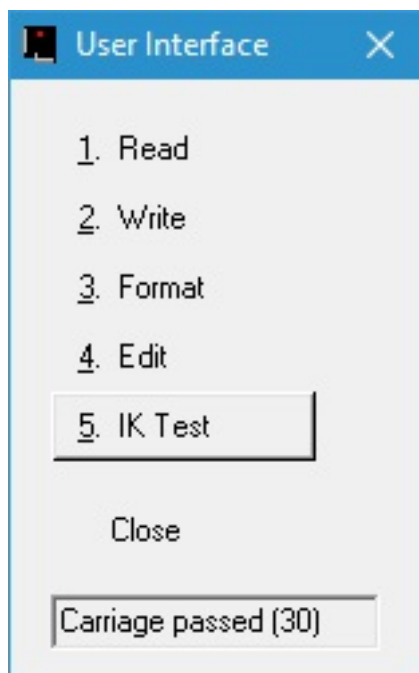 User Interface
1. Read
2. Write
3. Format
4. Edit
5. IK Test
Close
Carriage passed (30)